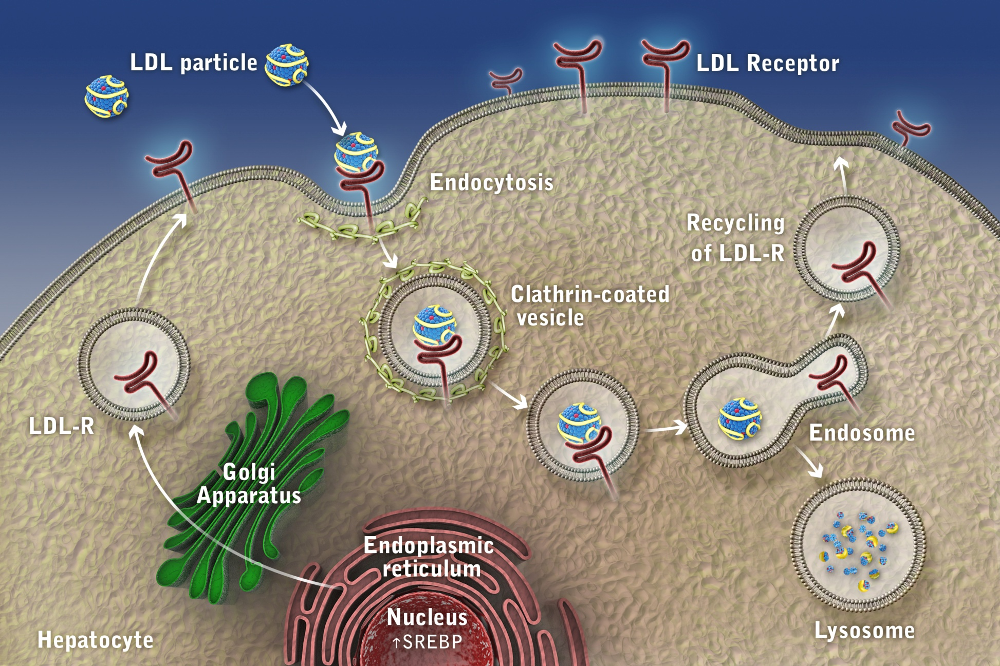 LDL particle
LDL Receptor
Endocytosis
Recycling
of LDL-R
Clathrin-coated
vesicle
LDL-R
Endosome
Golgi
Apparatus
Endoplasmic
reticulum
Nucleus
↑SREBP
Lysosome
Hepatocyte